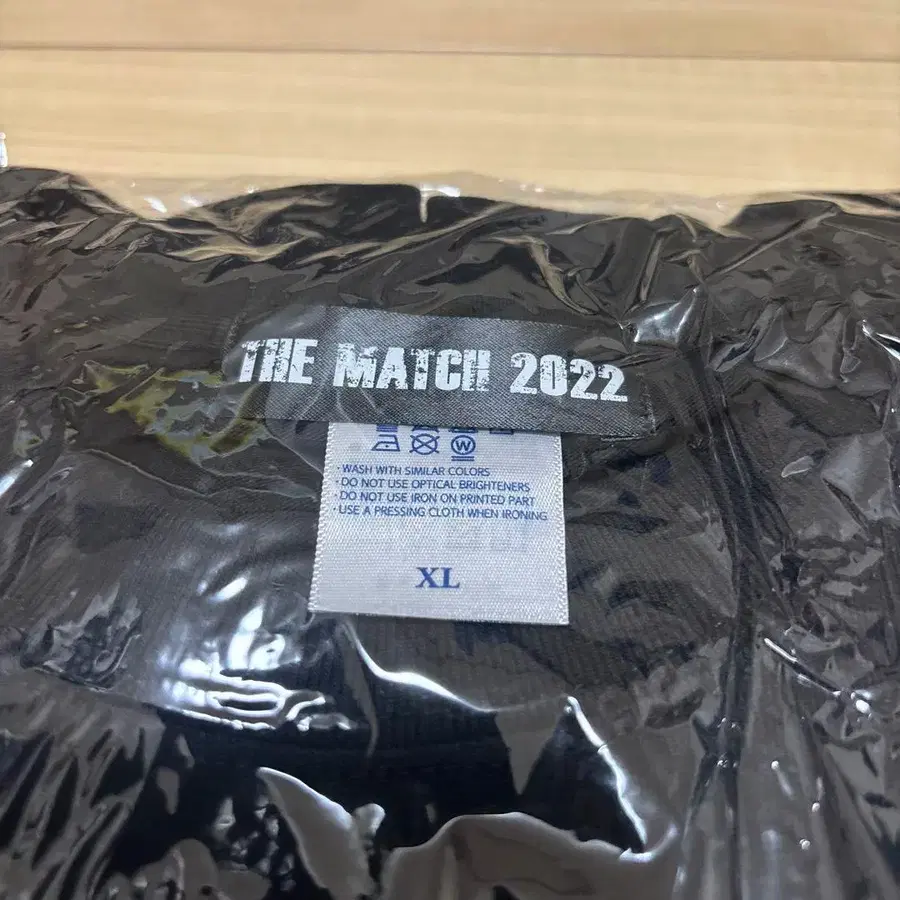 THE MATCH 2022
· WASH WITH SIMILAR COLORS
· DO NOT USE OPTICAL BRIGHTENERS
· DO NOT USE IRON ON PRINTED PART
· USE A PRESSING CLOTH WHEN IRONING
XL